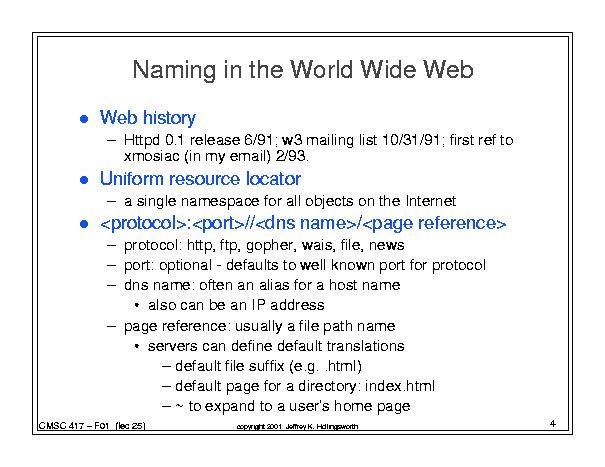 Naming in the World Wide Web
● Web history
– Httpd 0.1 release 6/91; w3 mailing list 10/31/91; first ref to
xmosiac (in my email) 2/93.
● Uniform resource locator
– a single namespace for all objects on the Internet
● <protocol>:<port>//<dns name>/<page reference>
– protocol: http, ftp, gopher, wais, file, news
– port: optional - defaults to well known port for protocol
– dns name: often an alias for a host name
• also can be an IP address
– page reference: usually a file path name
• servers can define default translations
– default file suffix (e.g. .html)
– default page for a directory: index.html
– ~ to expand to a user's home page
CMSC 417 – F01 (lec 25)
copyright 2001 Jeffrey K. Hollingsworth
4